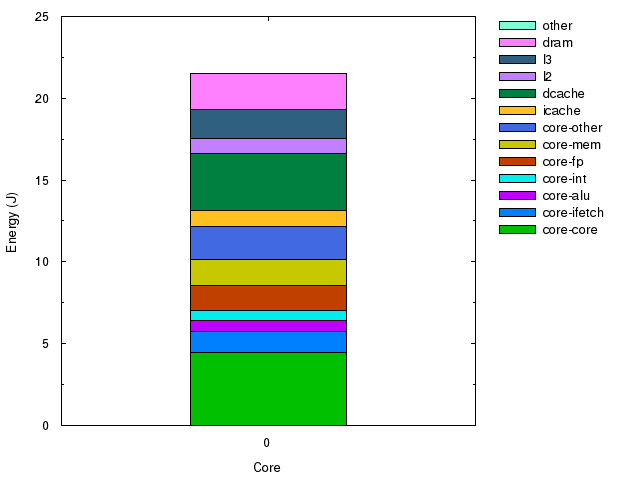 25
20
15
10
5
0
Energy (J)
0
Core
other
dram
l3
l2
dcache
icache
core-other
core-mem
core-fp
core-int
core-alu
core-ifetch
core-core